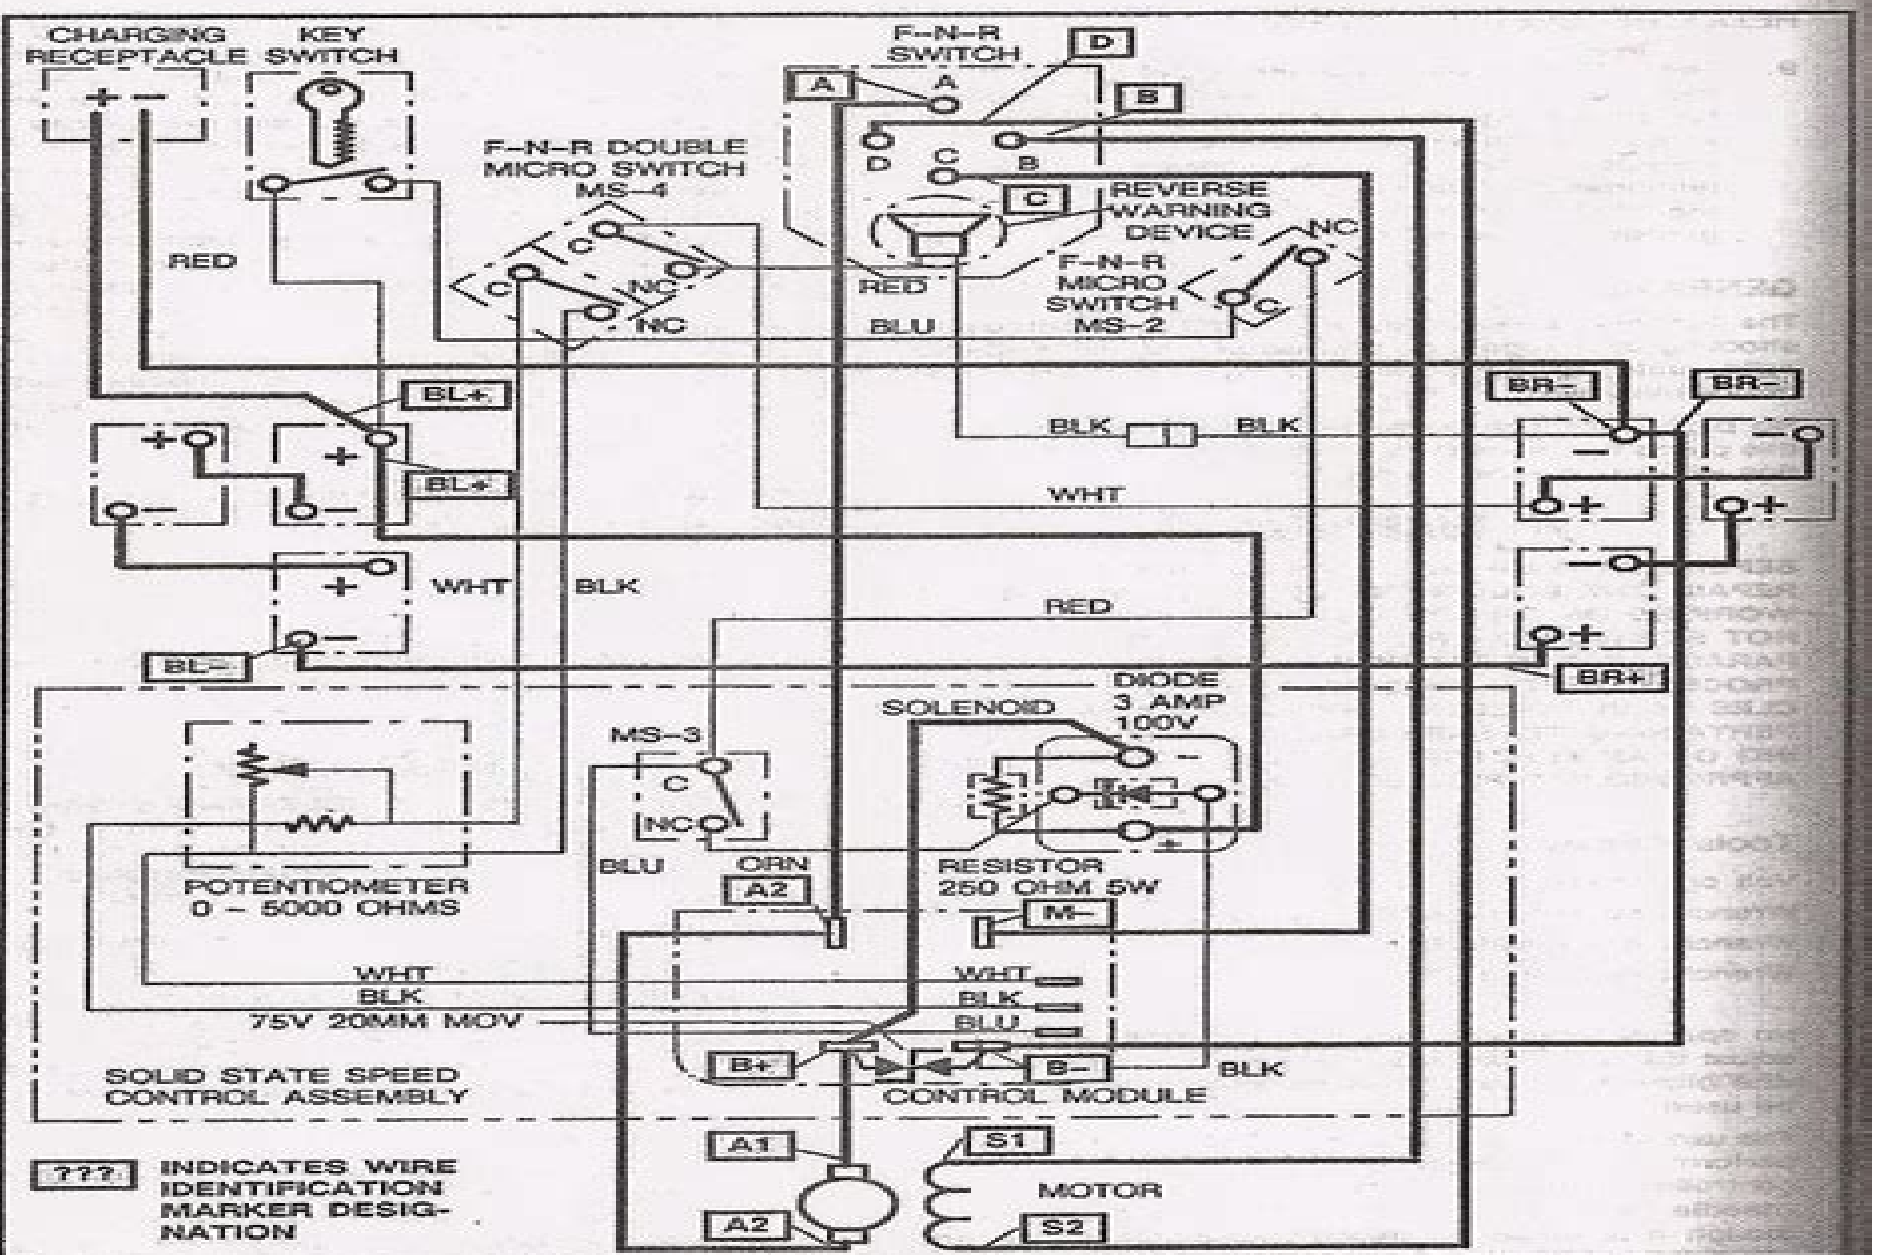 CHARGING
RECEPTACLE
KEY
SWITCH
F-N-R
SWITCH
D
A
A
B
+ -
F-N-R DOUBLE
MICRO SWITCH
MS-4
D
C
B
C
REVERSE
WARNING
DEVICE
NC
C
RED
F-N-R
MICRO
SWITCH
MS-2
C
NC
RED
C
NC
BLU
BL+
BR-
BR-
BLK
BLK
+
+
-
-
BL+
-
-
WHT
+
+
+
WHT
BLK
-
RED
-
+
BL-
BR+
DIODE
3 AMP
100V
SOLENOID
MS-3
C
-
NC
+
BLU
ORN
RESISTOR
250 OHM 5W
POTENTIOMETER
0 - 5000 OHMS
A2
M-
WHT
WHT
BLK
BLK
75V 20MM MOV
BLU
B+
B-
BLK
SOLID STATE SPEED
CONTROL ASSEMBLY
CONTROL MODULE
A1
S1
???
INDICATES WIRE
IDENTIFICATION
MARKER DESIG-
NATION
MOTOR
A2
S2